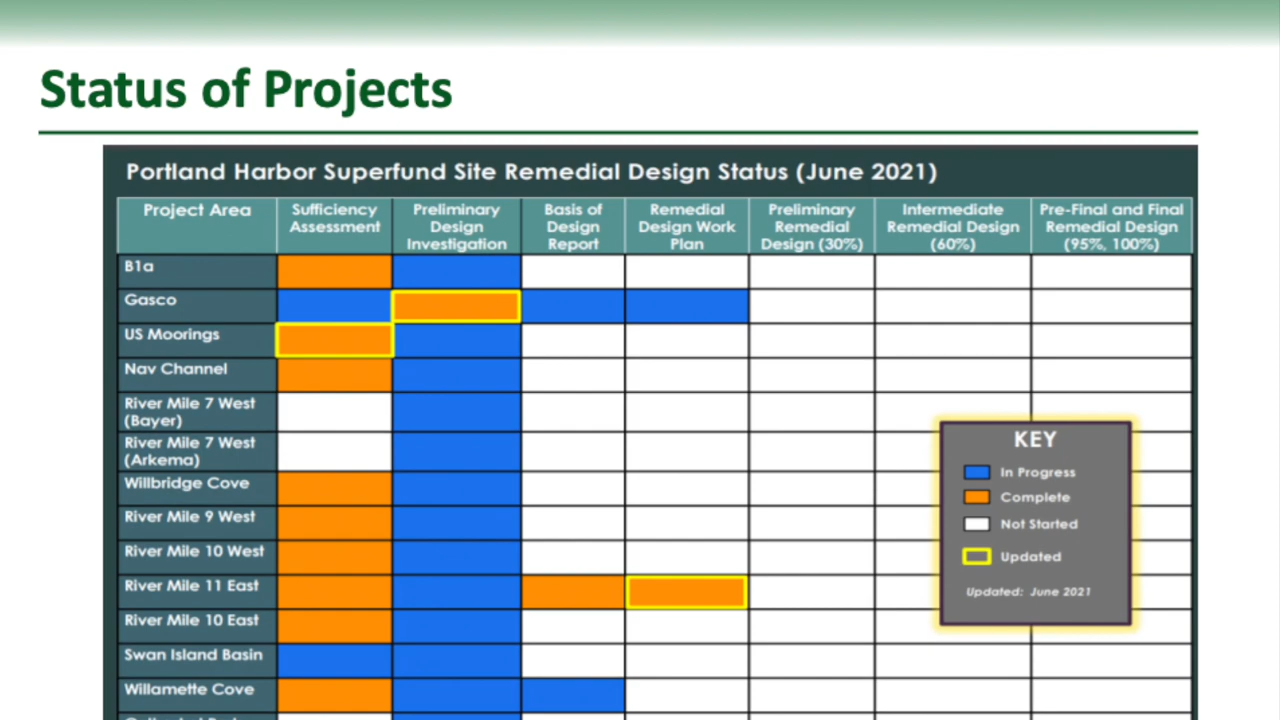 Status of Projects
Portland Harbor Superfund Site Remedial Design Status (June 2021)
Project Area
Sufficiency
Assessment
Preliminary
Design
Investigation
Basis of
Design
Report
Remedial
Design Work
Plan
Preliminary
Remedial
Design (30%)
Intermediate
Remedial Design
(60%)
Pre-Final and Final
Remedial Design
(95%, 100%)
B1a
Gasco
US Moorings
Nav Channel
River Mile 7 West
(Bayer)
River Mile 7 West
(Arkema)
Willbridge Cove
River Mile 9 West
River Mile 10 West
River Mile 11 East
River Mile 10 East
Swan Island Basin
Willamette Cove
KEY
In Progress
Complete
Not Started
Updated
Updated: June 2021